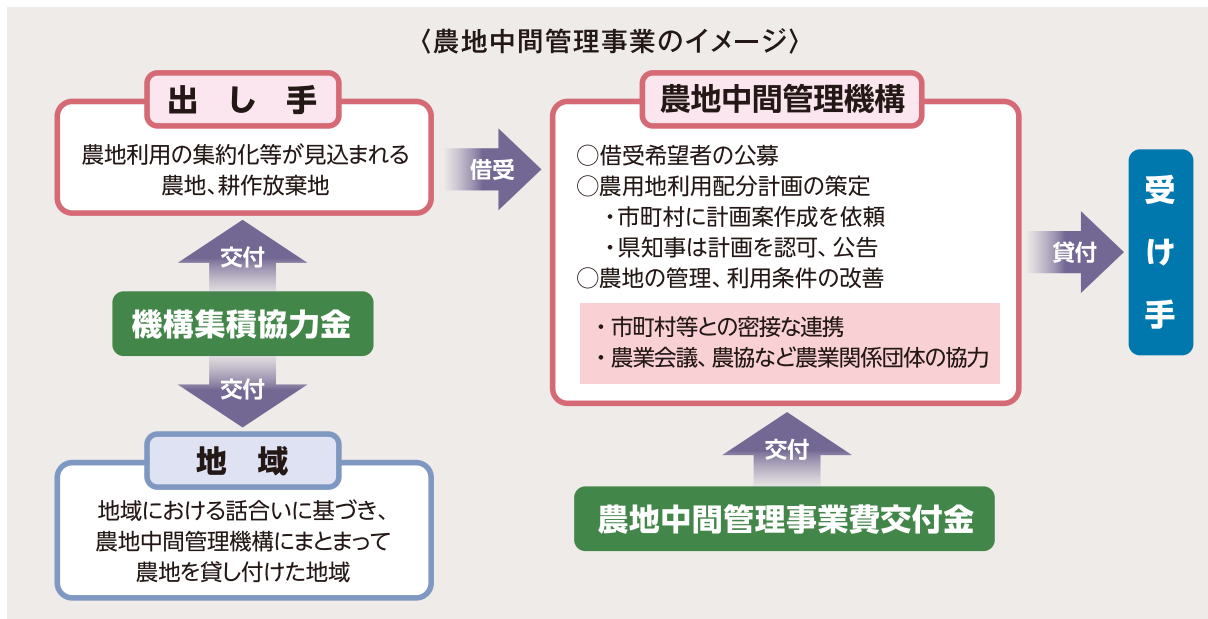 〈農地中間管理事業のイメージ〉
出し手
農地利用の集約化等が見込まれる
農地、耕作放棄地
借受
農地中間管理機構
○借受希望者の公募
○農用地利用配分計画の策定
・市町村に計画案作成を依頼
・県知事は計画を認可、公告
○農地の管理、利用条件の改善
・市町村等との密接な連携
・農業会議、農協など農業関係団体の協力
貸付
受け手
交付
機構集積協力金
交付
地域
地域における話合いに基づき、
農地中間管理機構にまとまって
農地を貸し付けた地域
交付
農地中間管理事業費交付金